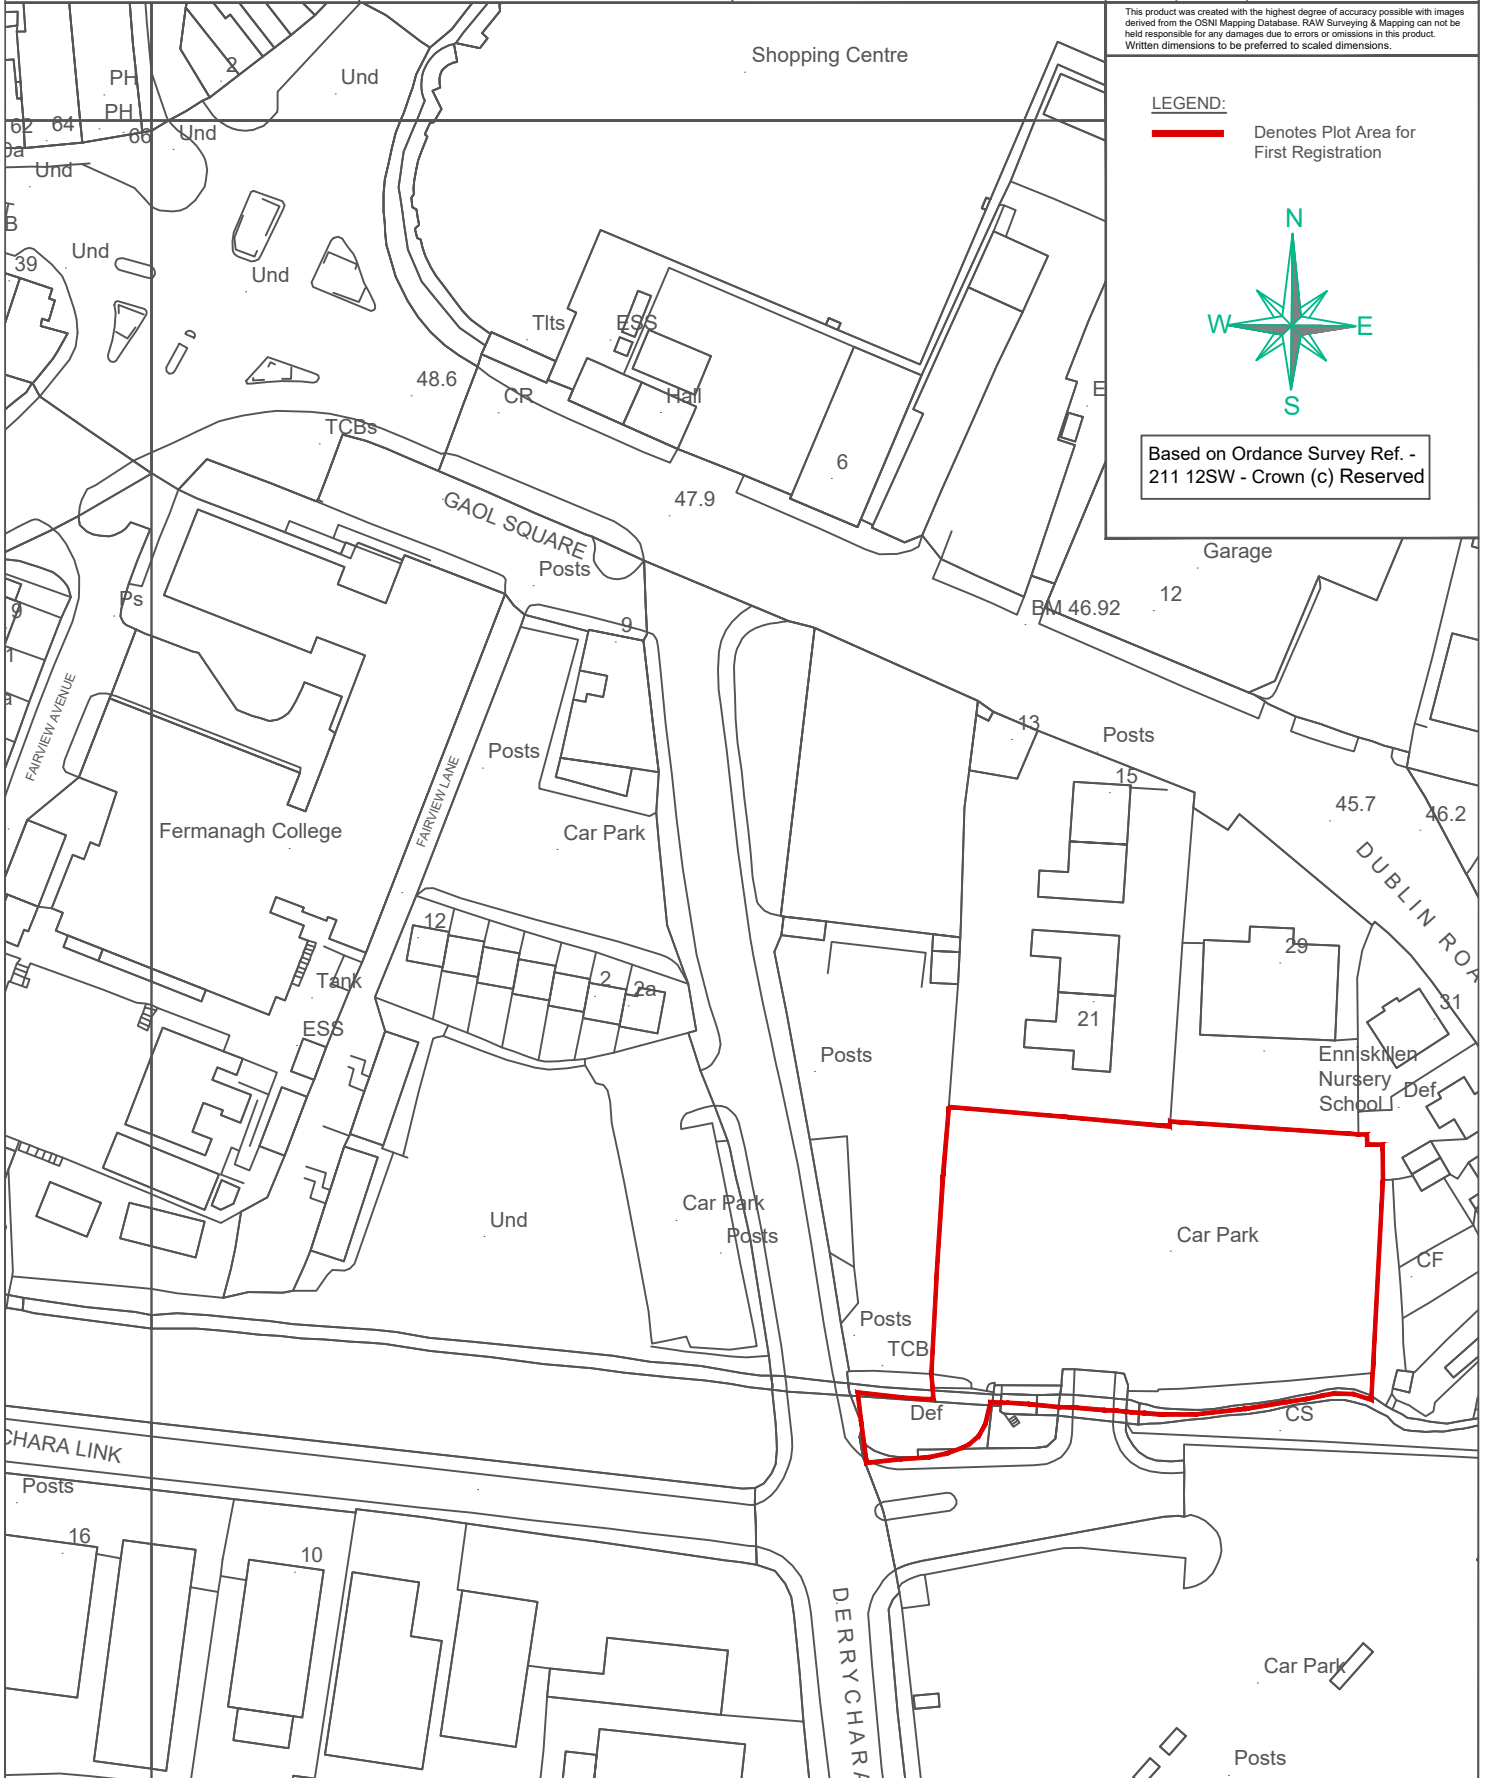 This product was created with the highest degree of accuracy possible with images
derived from the OSNI Mapping Database. RAW Surveying & Mapping can not be
held responsible for any damages due to errors or omissions in this product.
Written dimensions to be preferred to scaled dimensions.
LEGEND:
Denotes Plot Area for
First Registration
N
W
E
S
Based on Ordance Survey Ref. -
211 12SW - Crown (c) Reserved
Shopping Centre
PH
2
Und
PH
62
64
66
Und
0a
Und
B
Und
39
Und
Tlts
ESS
48.6
CR
Hall
TCBs
6
47.9
GAOL SQUARE
Posts
Garage
12
BM 46.92
Ps
9
9
1
a
FAIRVIEW AVENUE
13
Posts
Posts
15
FAIRVIEW LANE
45.7
46.2
Fermanagh College
Car Park
DUBLIN ROA
12
29
Tank
2
2a
31
ESS
21
Posts
Enniskillen
Nursery
School
Def
Car Park
Posts
Und
Car Park
CF
Posts
TCB
Def
CS
CHARA LINK
Posts
16
10
DERRYCHARA
Car Park
Posts